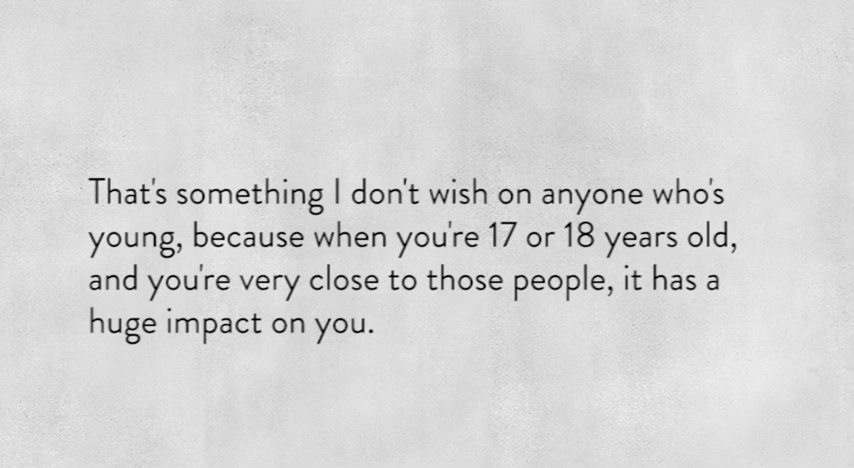 That's something I don't wish on anyone who's
young, because when you're 17 or 18 years old,
and you're very close to those people, it has a
huge impact on you.